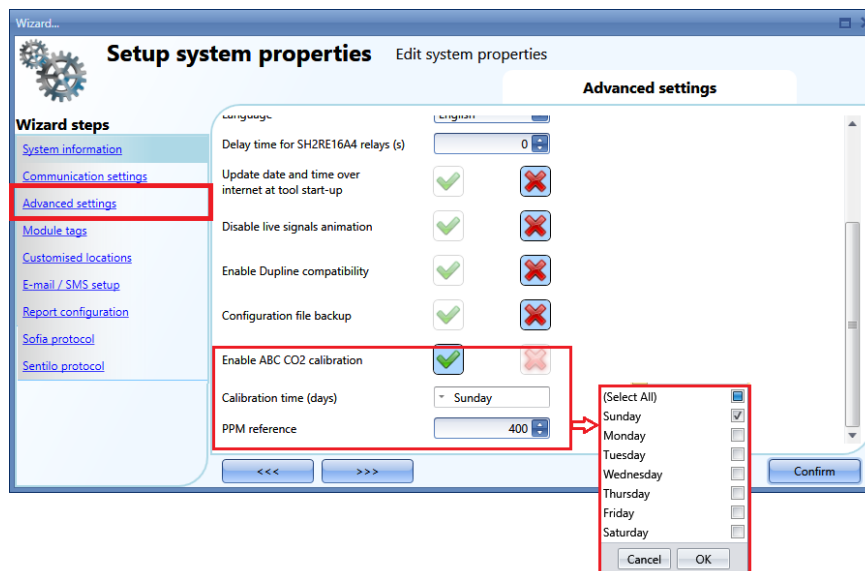 Wizard...
Setup system properties Edit system properties
Advanced settings
Wizard steps
System information
Communication settings
Advanced settings
Module tags
Customised locations
E-mail / SMS setup
Report configuration
Sofia protocol
Sentilo protocol
Language English
Delay time for SH2RE16A4 relays (s) 0
Update date and time over
internet at tool start-up
Disable live signals animation
Enable Dupline compatibility
Configuration file backup
Enable ABC CO2 calibration
Calibration time (days) Sunday
PPM reference 400
(Select All)
Sunday
Monday
Tuesday
Wednesday
Thursday
Friday
Saturday
Cancel OK
<<< >>> Confirm